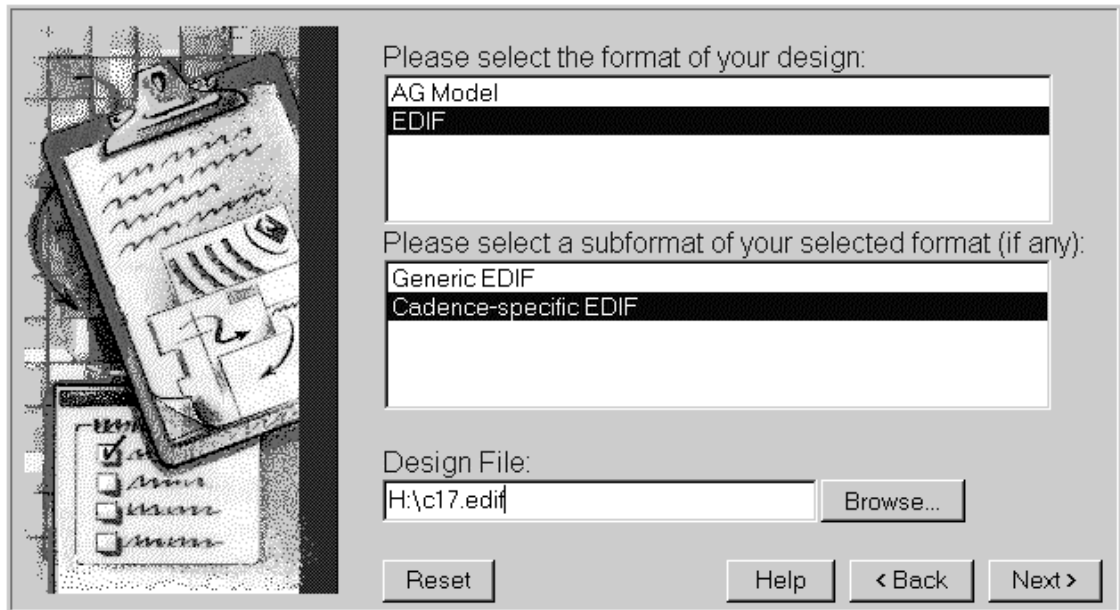 Please select the format of your design:
AG Model
EDIF
Please select a subformat of your selected format (if any):
Generic EDIF
Cadence-specific EDIF
Design File:
H:\c17.edif
Browse...
Reset
Help
< Back
Next >